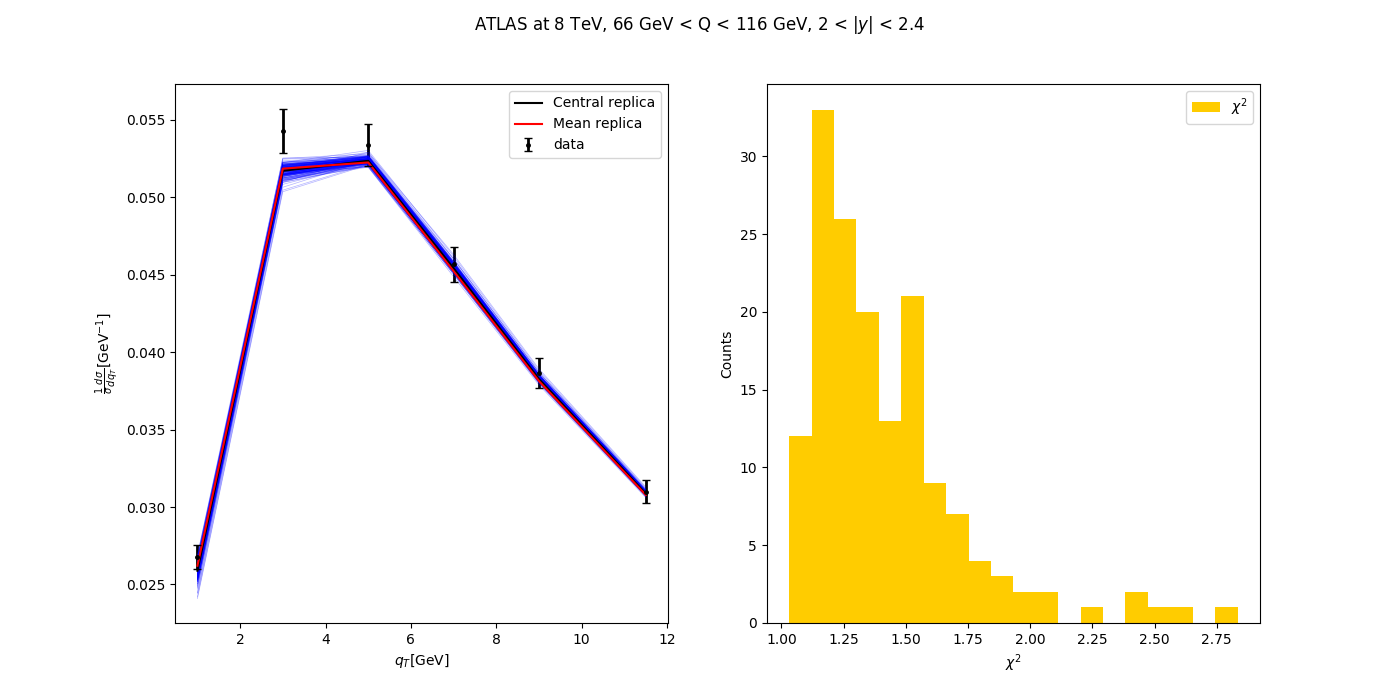 ATLAS at 8 TeV, 66 GeV < Q < 116 GeV, 2 < |y| < 2.4
Central replica
Mean replica
data
0.055
0.050
0.045
0.040
0.035
0.030
0.025
1/σ dσ/dq_T [GeV⁻¹]
2 4 6 8 10 12
q_T[GeV]
χ²
30
25
20
15
10
5
0
Counts
1.00 1.25 1.50 1.75 2.00 2.25 2.50 2.75
χ²